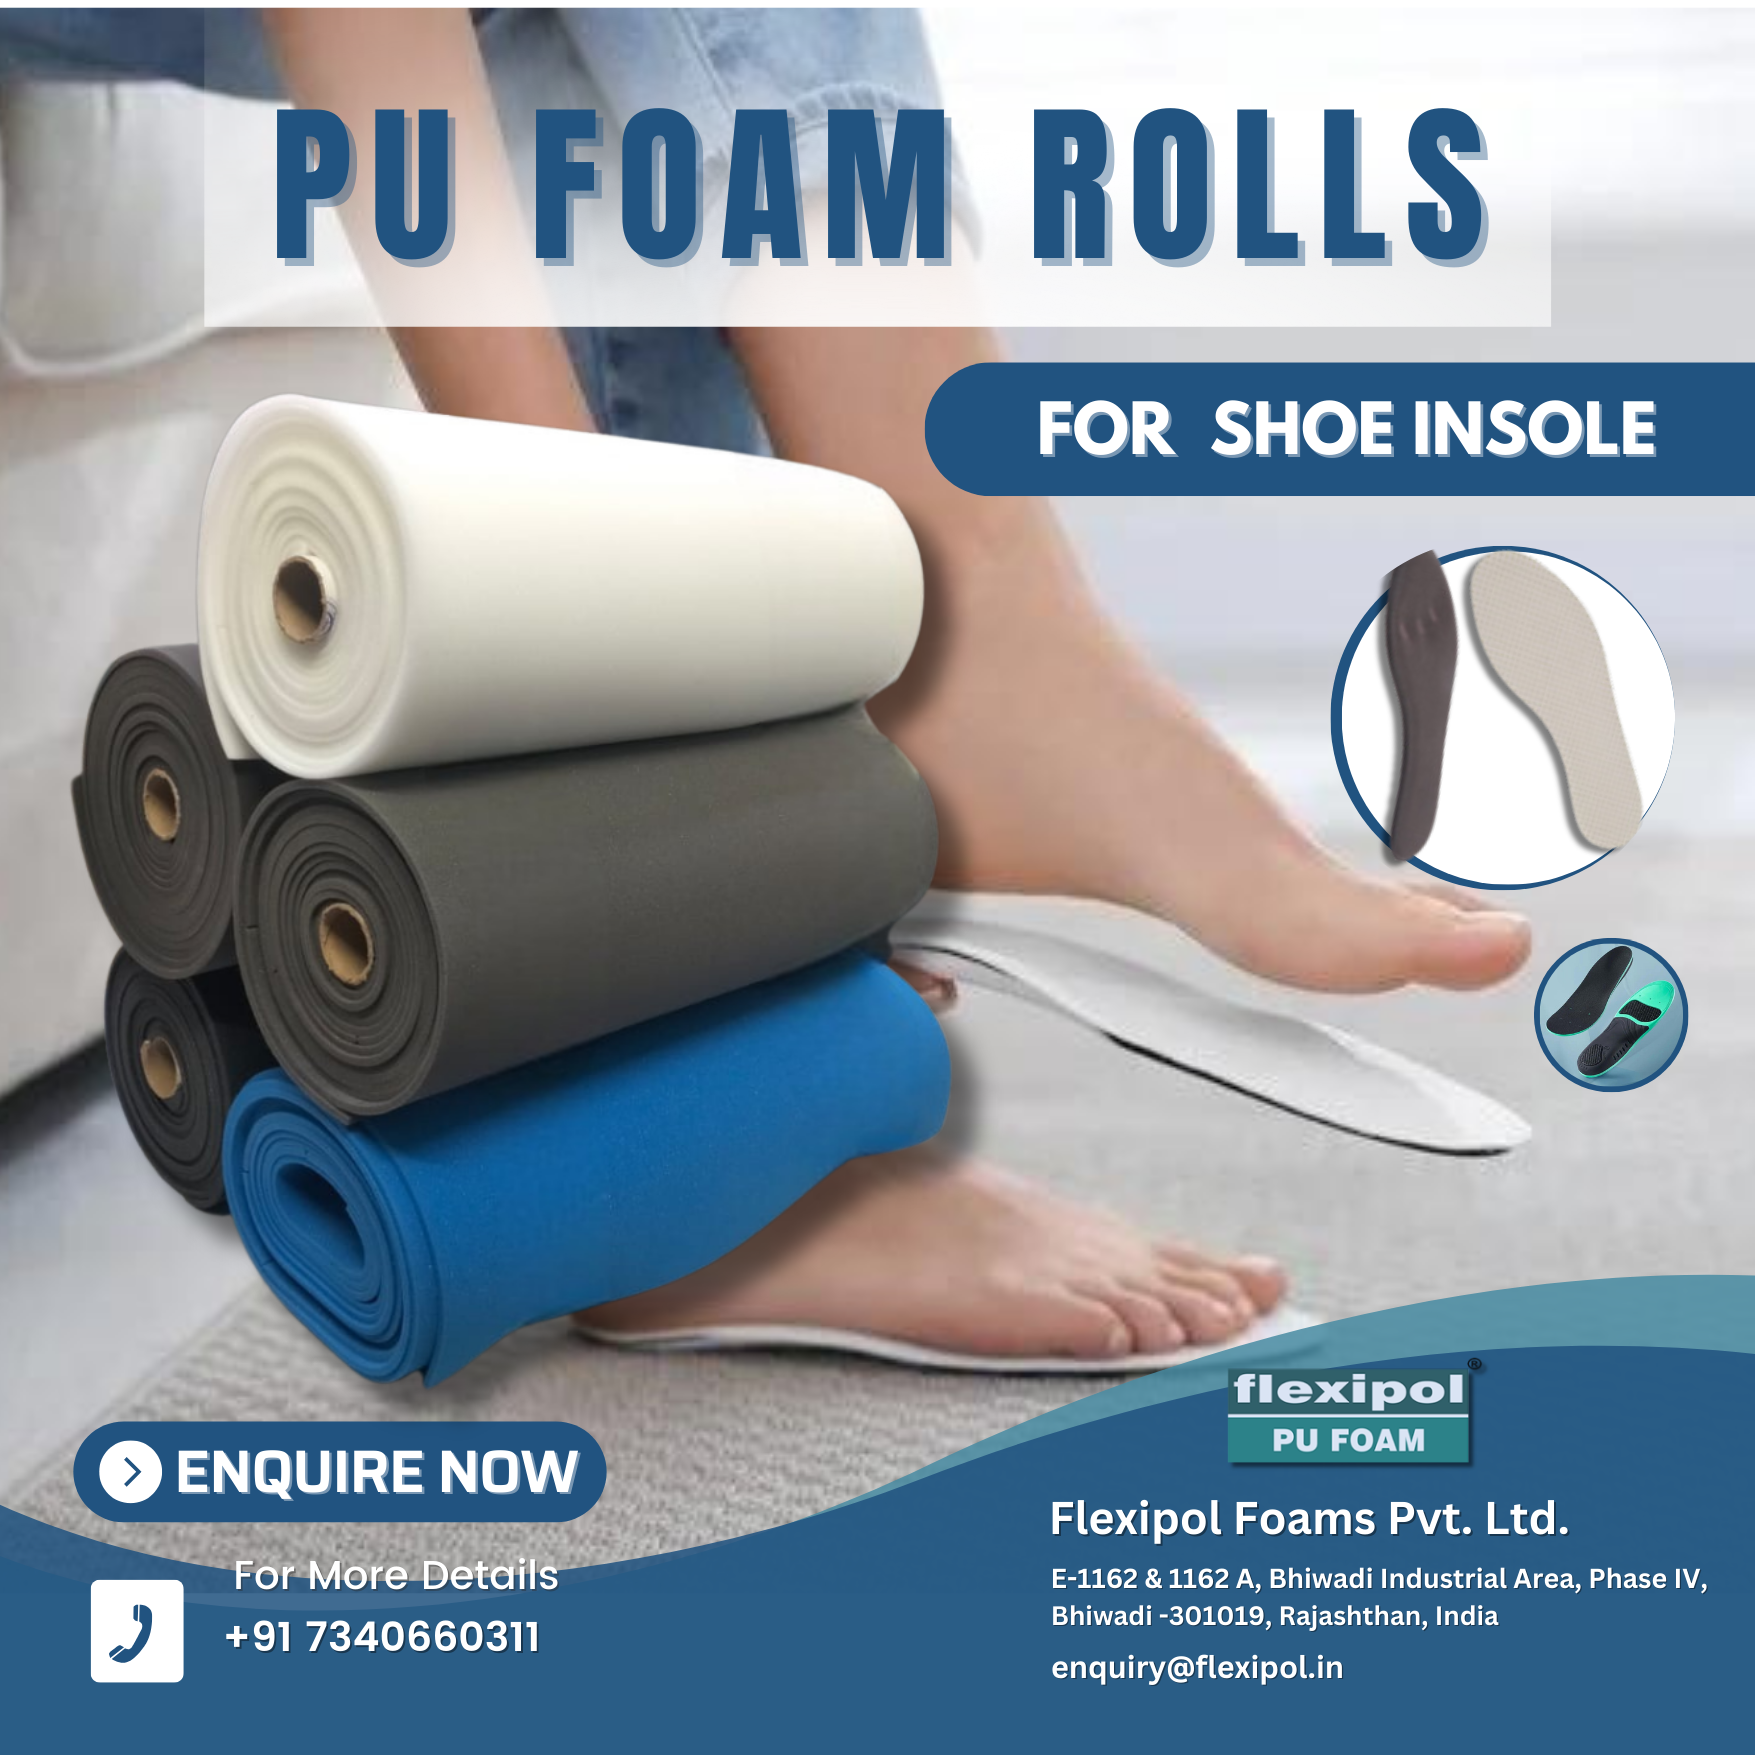 PU FOAM ROLLS
FOR SHOE INSOLE
flexipol®
PU FOAM
ENQUIRE NOW
For More Details
+91 7340660311
Flexipol Foams Pvt. Ltd.
E-1162 & 1162 A, Bhiwadi Industrial Area, Phase IV,
Bhiwadi -301019, Rajashthan, India
enquiry@flexipol.in